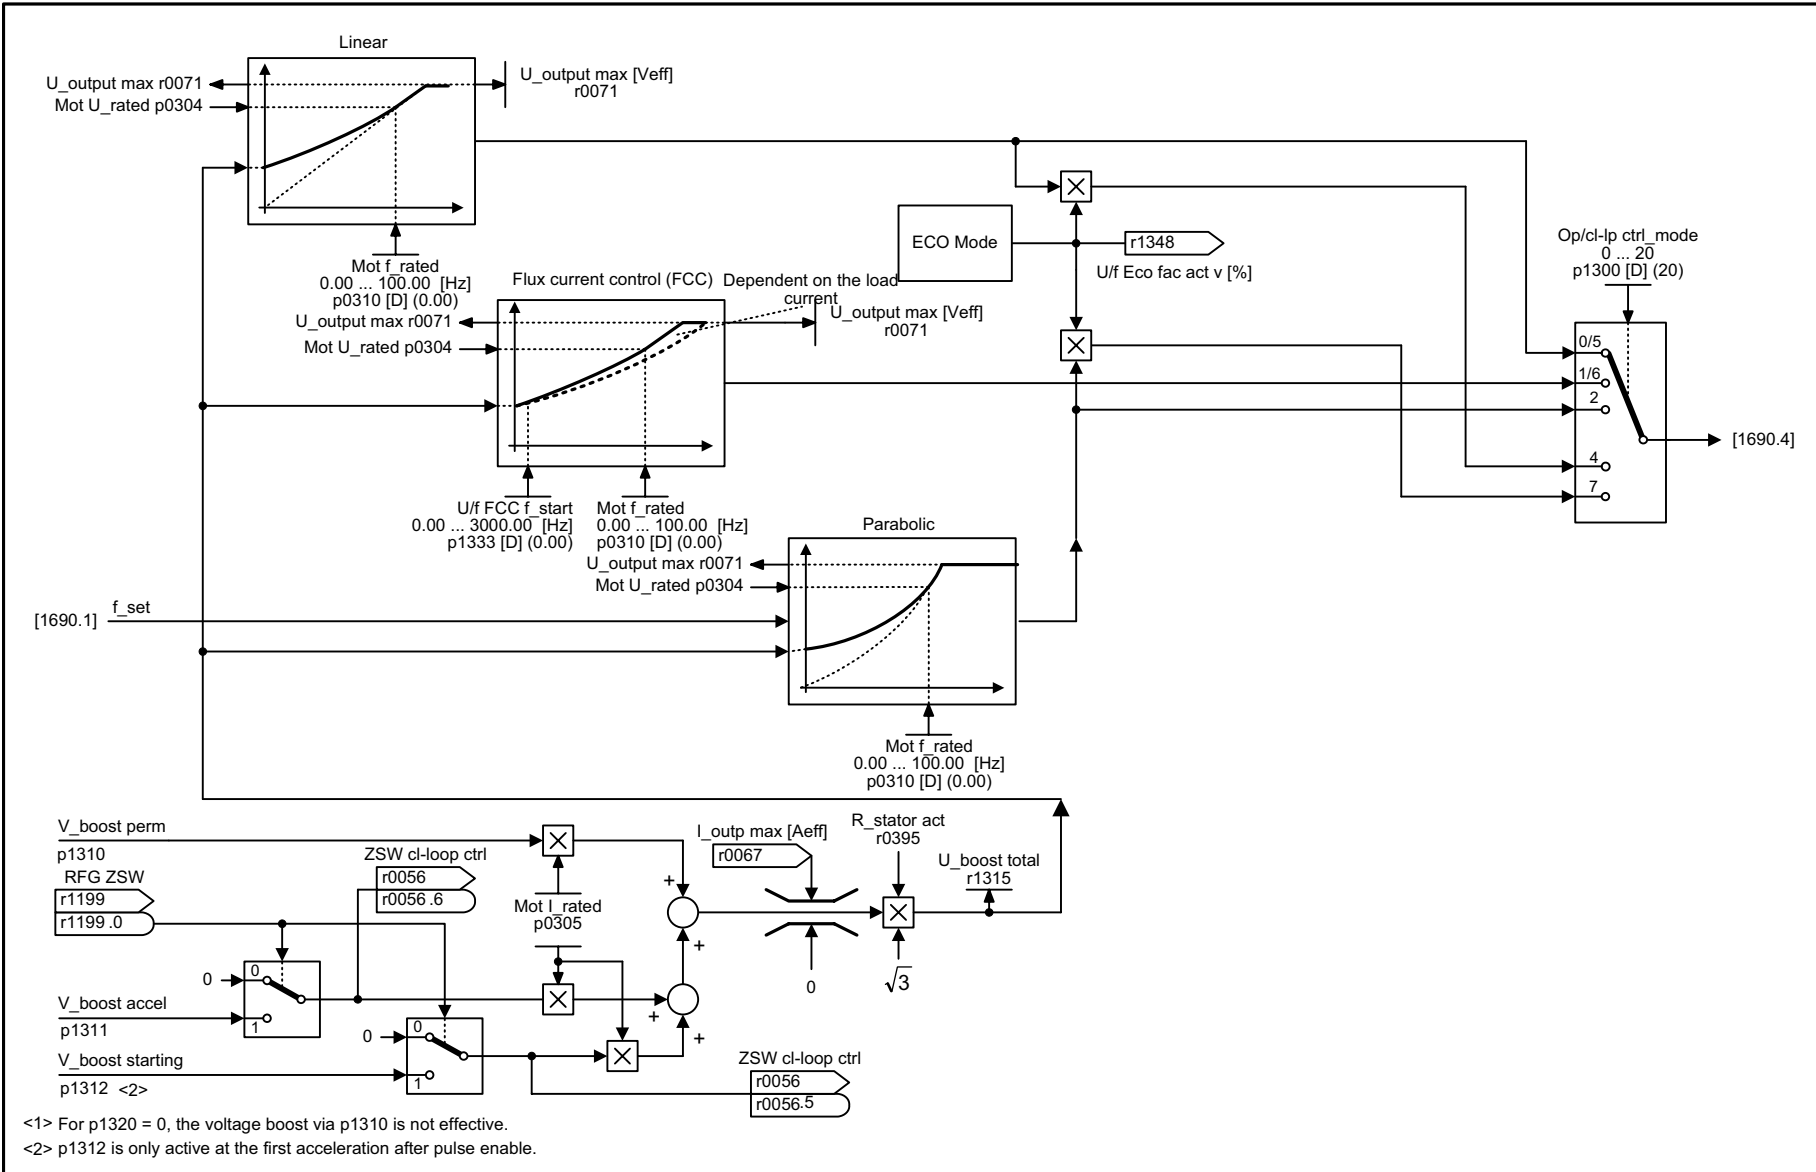 Linear
U_output max r0071
Mot U_rated p0304
U_output max [Veff]
r0071
Mot f_rated
0.00 ... 100.00 [Hz]
p0310 [D] (0.00)
ECO Mode
r1348
U/f Eco fac act v [%]
Op/cl-lp ctrl_mode
0 ... 20
p1300 [D] (20)
Flux current control (FCC)
Dependent on the load
current
U_output max r0071
Mot U_rated p0304
U_output max [Veff]
r0071
0/5
1/6
2
4
7
[1690.4]
U/f FCC f_start
0.00 ... 3000.00 [Hz]
p1333 [D] (0.00)
Mot f_rated
0.00 ... 100.00 [Hz]
p0310 [D] (0.00)
Parabolic
U_output max r0071
Mot U_rated p0304
[1690.1]
f_set
Mot f_rated
0.00 ... 100.00 [Hz]
p0310 [D] (0.00)
V_boost perm
p1310
RFG ZSW
r1199
r1199 .0
ZSW cl-loop ctrl
r0056
r0056 .6
Mot I_rated
p0305
I_outp max [Aeff]
r0067
R_stator act
r0395
U_boost total
r1315
+
+
+
+
0
√3
0
0
1
V_boost accel
p1311
0
0
1
V_boost starting
p1312 <2>
ZSW cl-loop ctrl
r0056
r0056.5
<1> For p1320 = 0, the voltage boost via p1310 is not effective.
<2> p1312 is only active at the first acceleration after pulse enable.